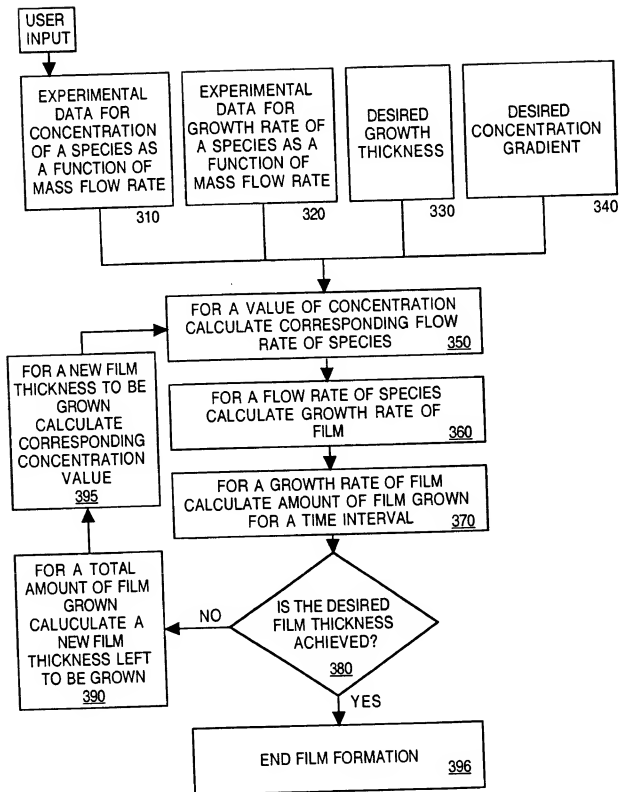 USER
INPUT
EXPERIMENTAL
DATA FOR
CONCENTRATION
OF A SPECIES AS
A FUNCTION OF
MASS FLOW RATE
310
EXPERIMENTAL
DATA FOR
GROWTH RATE OF
A SPECIES AS A
FUNCTION OF
MASS FLOW RATE
320
DESIRED
GROWTH
THICKNESS
330
DESIRED
CONCENTRATION
GRADIENT
340
FOR A VALUE OF CONCENTRATION
CALCULATE CORRESPONDING FLOW
RATE OF SPECIES
350
FOR A FLOW RATE OF SPECIES
CALCULATE GROWTH RATE OF
FILM
360
FOR A GROWTH RATE OF FILM
CALCULATE AMOUNT OF FILM GROWN
FOR A TIME INTERVAL
370
IS THE DESIRED
FILM THICKNESS
ACHIEVED?
380
NO
YES
FOR A TOTAL
AMOUNT OF FILM
GROWN
CALUCULATE A
NEW FILM
THICKNESS LEFT
TO BE GROWN
390
FOR A NEW FILM
THICKNESS TO BE
GROWN
CALCULATE
CORRESPONDING
CONCENTRATION
VALUE
395
END FILM FORMATION
396